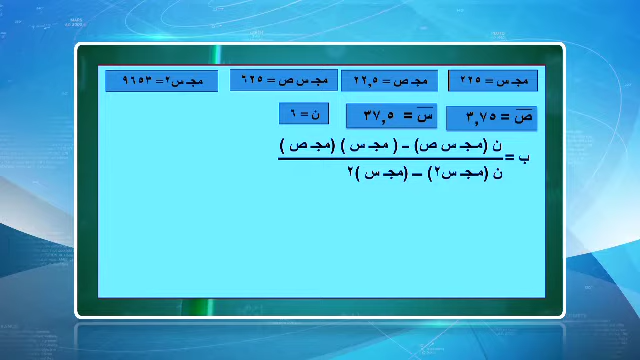 مجـ س = ٢٢٥ مجـ ص = ٢٢,٥ مجـ س ص = ٦٢٥ مجـ س٢ = ٩٦٥٣
ص̅ = ٣,٧٥ س̅ = ٣٧,٥ ن = ٦
ب = ن (مجـ س ص) – ( مجـ س ) (مجـ ص )
ن (مجـ س٢) – (مجـ س )٢